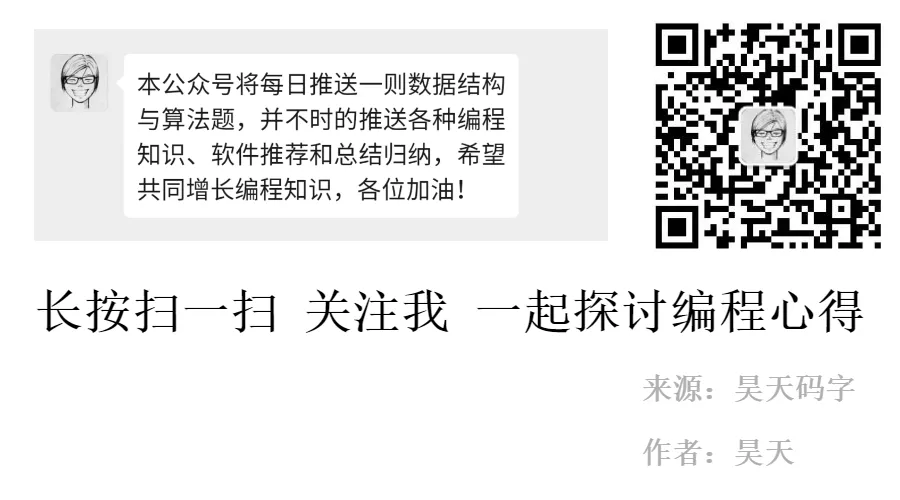 本公众号将每日推送一则数据结构
与算法题，并不时的推送各种编程
知识、软件推荐和总结归纳，希望
共同增长编程知识，各位加油！
长按扫一扫 关注我 一起探讨编程心得
来源：昊天码字
作者：昊天